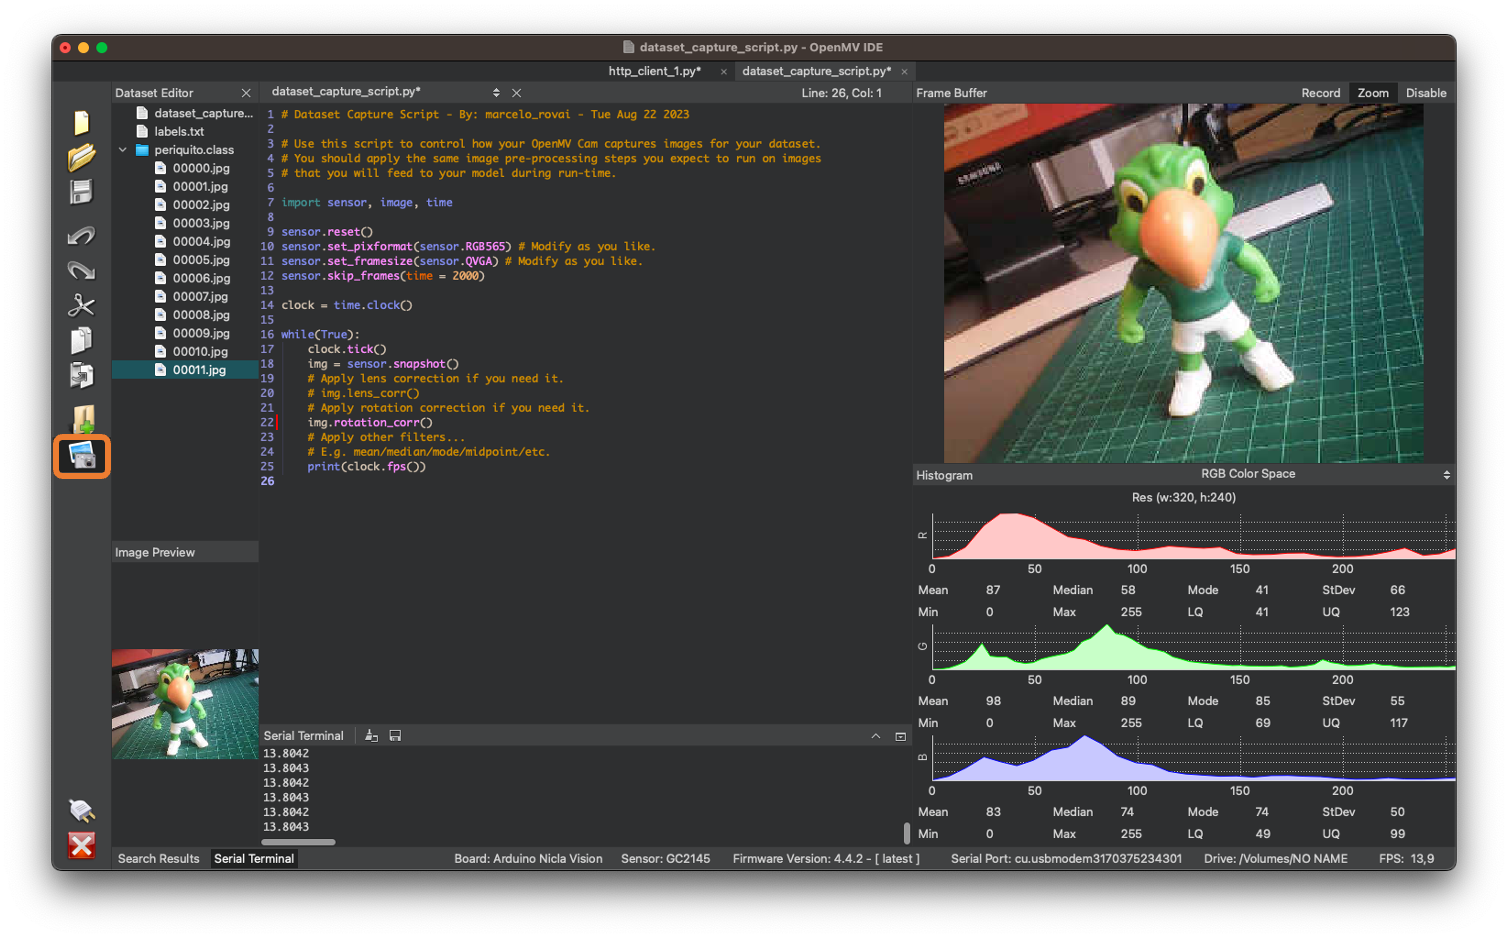 dataset_capture_script.py - OpenMV IDE
http_client_1.py* × dataset_capture_script.py* ×
Dataset Editor
dataset_capture...
labels.txt
periquito.class
00000.jpg
00001.jpg
00002.jpg
00003.jpg
00004.jpg
00005.jpg
00006.jpg
00007.jpg
00008.jpg
00009.jpg
00010.jpg
00011.jpg
Image Preview
dataset_capture_script.py* Line: 26, Col: 1
1 # Dataset Capture Script - By: marcelo_rovai - Tue Aug 22 2023
2
3 # Use this script to control how your OpenMV Cam captures images for your dataset.
4 # You should apply the same image pre-processing steps you expect to run on images
5 # that you will feed to your model during run-time.
6
7 import sensor, image, time
8
9 sensor.reset()
10 sensor.set_pixformat(sensor.RGB565) # Modify as you like.
11 sensor.set_framesize(sensor.QVGA) # Modify as you like.
12 sensor.skip_frames(time = 2000)
13
14 clock = time.clock()
15
16 while(True):
17 clock.tick()
18 img = sensor.snapshot()
19 # Apply lens correction if you need it.
20 # img.lens_corr()
21 # Apply rotation correction if you need it.
22 img.rotation_corr()
23 # Apply other filters...
24 # E.g. mean/median/mode/midpoint/etc.
25 print(clock.fps())
26
Serial Terminal
13.8042
13.8043
13.8042
13.8043
13.8042
13.8043
Frame Buffer Record Zoom Disable
SAMSUNG
Histogram RGB Color Space
Res (w:320, h:240)
R
0 50 100 150 200
Mean 87 Median 58 Mode 41 StDev 66
Min 0 Max 255 LQ 41 UQ 123
G
0 50 100 150 200
Mean 98 Median 89 Mode 85 StDev 55
Min 0 Max 255 LQ 69 UQ 117
B
0 50 100 150 200
Mean 83 Median 74 Mode 74 StDev 50
Min 0 Max 255 LQ 49 UQ 99
Search Results Serial Terminal Board: Arduino Nicla Vision Sensor: GC2145 Firmware Version: 4.4.2 - [ latest ] Serial Port: cu.usbmodem3170375234301 Drive: /Volumes/NO NAME FPS: 13,9